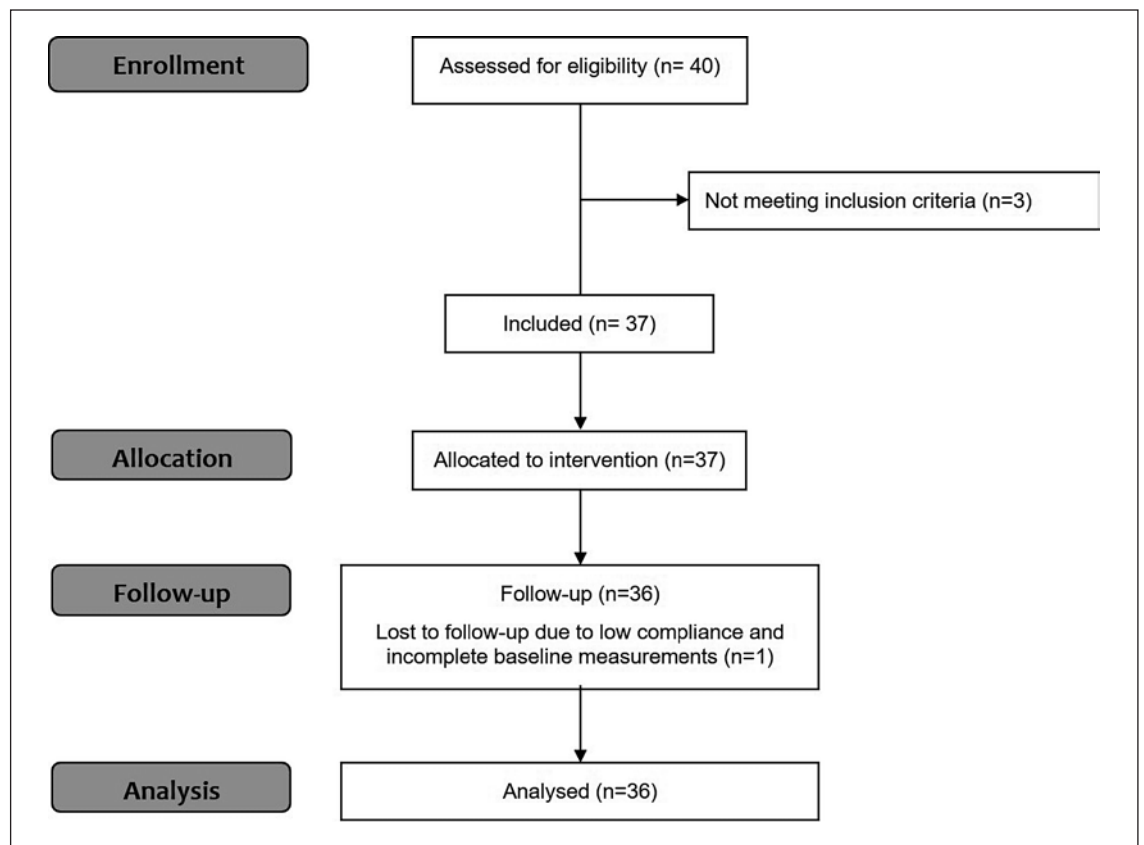 Enrollment
Assessed for eligibility (n= 40)
Not meeting inclusion criteria (n=3)
Included (n= 37)
Allocation
Allocated to intervention (n=37)
Follow-up
Follow-up (n=36)
Lost to follow-up due to low compliance and
incomplete baseline measurements (n=1)
Analysis
Analysed (n=36)